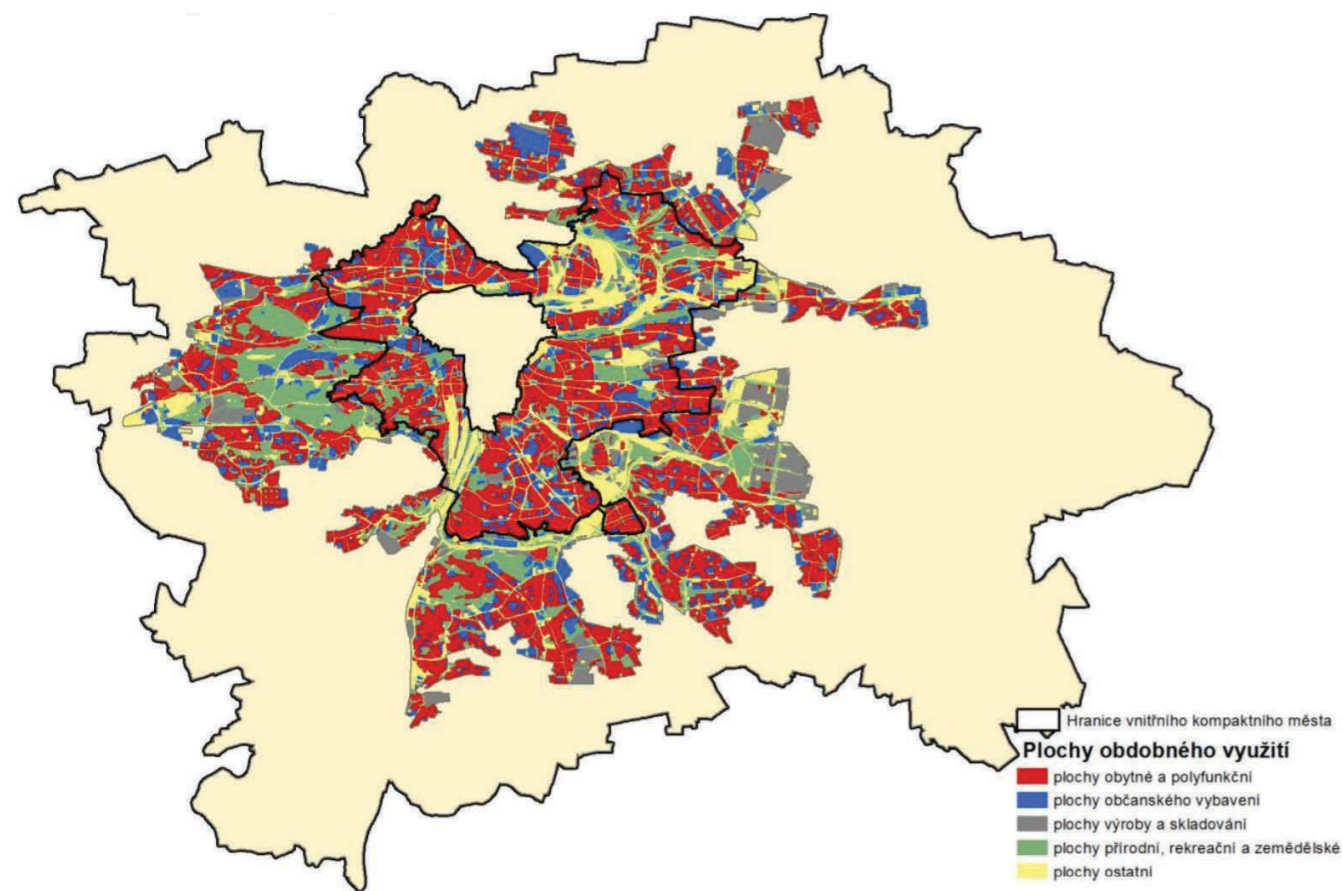 Hranice vnitřního kompaktního města
Plochy obdobného využití
plochy obytné a polyfunkční
plochy občanského vybavení
plochy výroby a skladování
plochy přírodní, rekreační a zemědělské
plochy ostatní